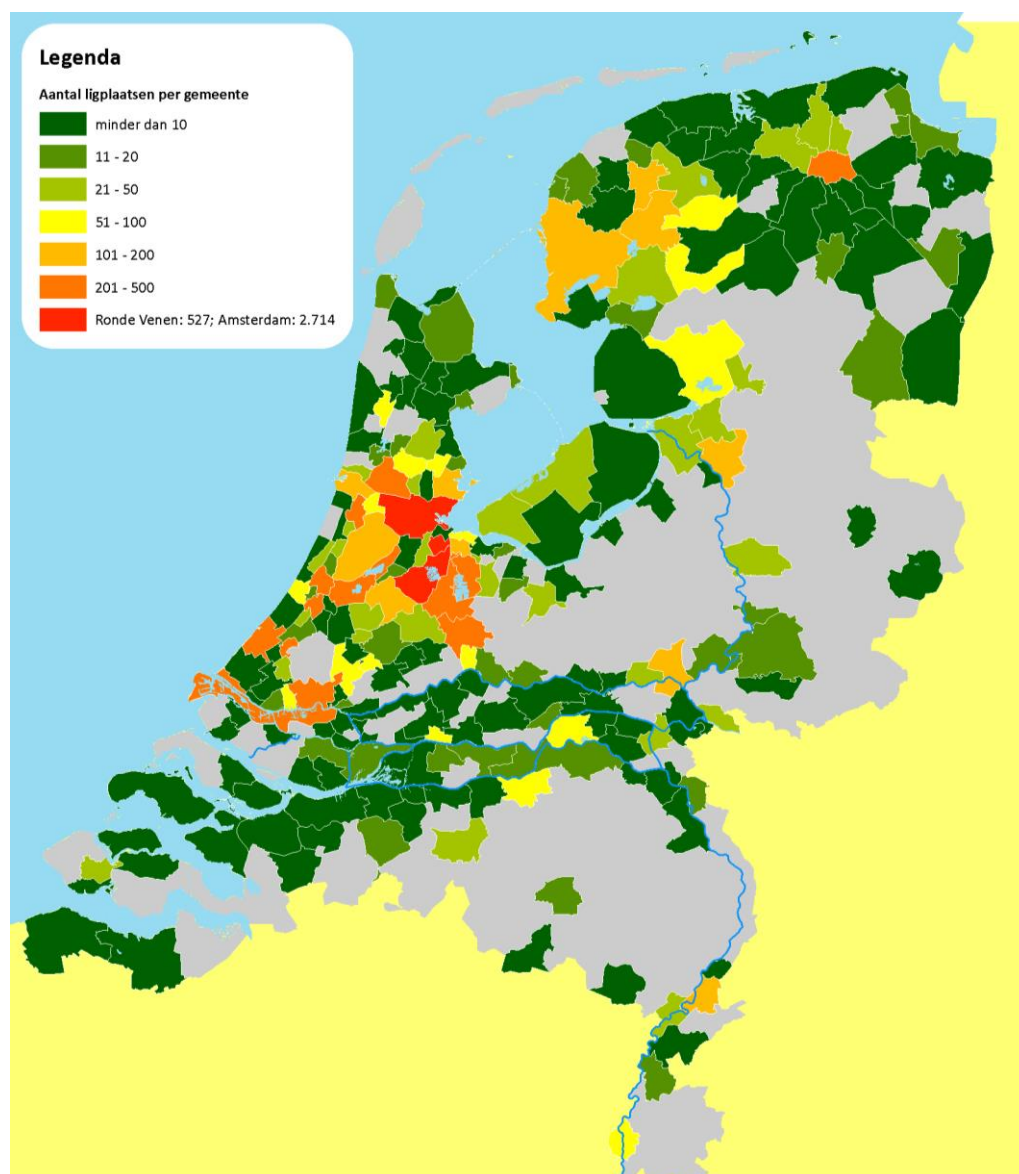 Legenda
Aantal ligplaatsen per gemeente
minder dan 10
11 - 20
21 - 50
51 - 100
101 - 200
201 - 500
Ronde Venen: 527; Amsterdam: 2.714